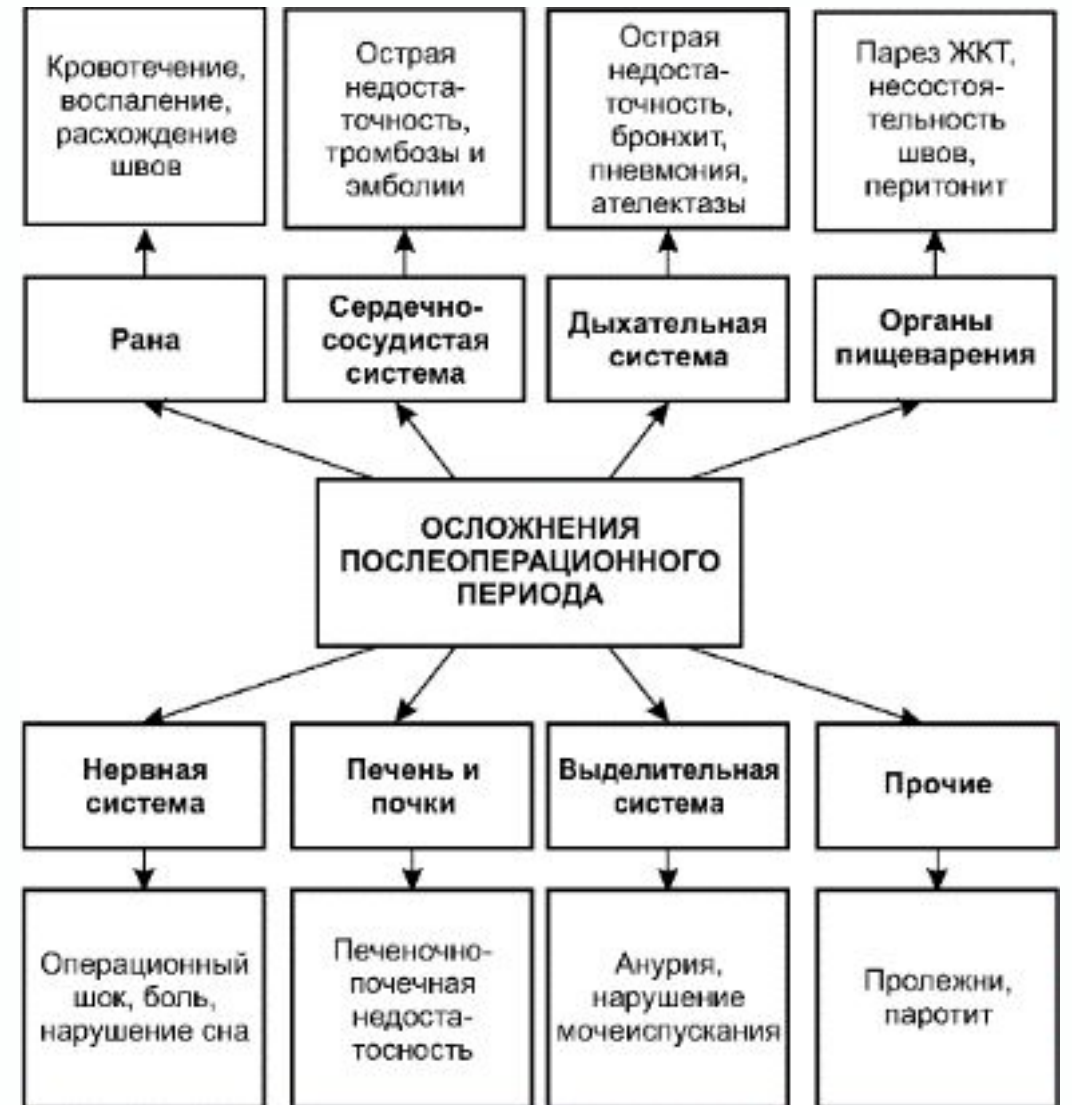 Кровотечение,
воспаление,
расхождение
швов
Острая
недоста-
точность,
тромбозы и
эмболии
Острая
недоста-
точность,
бронхит,
пневмония,
ателектазы
Парез ЖКТ,
несостоя-
тельность
швов,
перитонит
Рана
Сердечно-
сосудистая
система
Дыхательная
система
Органы
пищеварения
ОСЛОЖНЕНИЯ
ПОСЛЕОПЕРАЦИОННОГО
ПЕРИОДА
Нервная
система
Печень и
почки
Выделительная
система
Прочие
Операционный
шок, боль,
нарушение сна
Печеночно-
почечная
недоста-
тосность
Анурия,
нарушение
мочеиспускания
Пролежни,
паротит